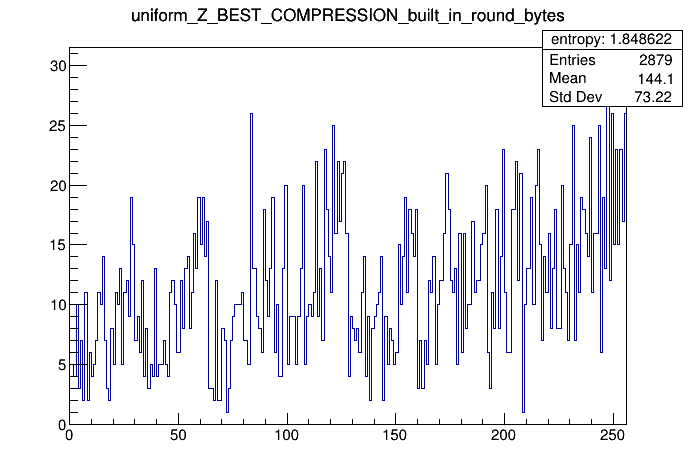 uniform_Z_BEST_COMPRESSION_built_in_round_bytes
entropy: 1.848622
Entries 2879
Mean 144.1
Std Dev 73.22
30
25
20
15
10
5
0
0 50 100 150 200 250